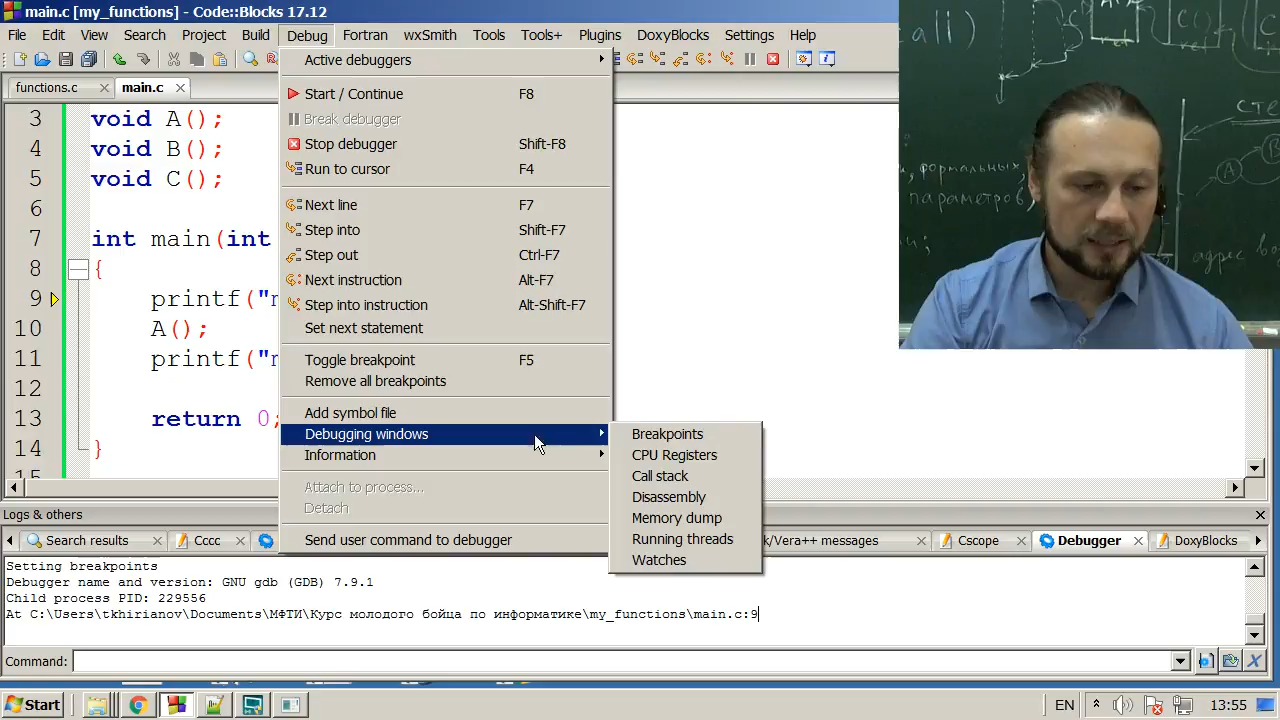 main.c [my_functions] - Code::Blocks 17.12
File Edit View Search Project Build Debug Fortran wxSmith Tools Tools+ Plugins DoxyBlocks Settings Help
functions.c main.c
Active debuggers
Start / Continue F8
Break debugger
Stop debugger Shift-F8
Run to cursor F4
Next line F7
Step into Shift-F7
Step out Ctrl-F7
Next instruction Alt-F7
Step into instruction Alt-Shift-F7
Set next statement
Toggle breakpoint F5
Remove all breakpoints
Add symbol file
Debugging windows
Information
Attach to process...
Detach
Send user command to debugger
Breakpoints
CPU Registers
Call stack
Disassembly
Memory dump
Running threads
Watches
3 void A();
4 void B();
5 void C();
6
7 int main(int
8 {
9 printf("
10 A();
11 printf("
12
13 return 0;
14 }
all)
формальных
параметров
адрес
Logs & others
Search results Cccc k/Vera++ messages Cscope Debugger DoxyBlocks
Setting breakpoints
Debugger name and version: GNU gdb (GDB) 7.9.1
Child process PID: 229556
At C:\Users\tkhirianov\Documents\МФТИ\Курс молодого бойца по информатике\my_functions\main.c:9
Command:
Start EN 13:55